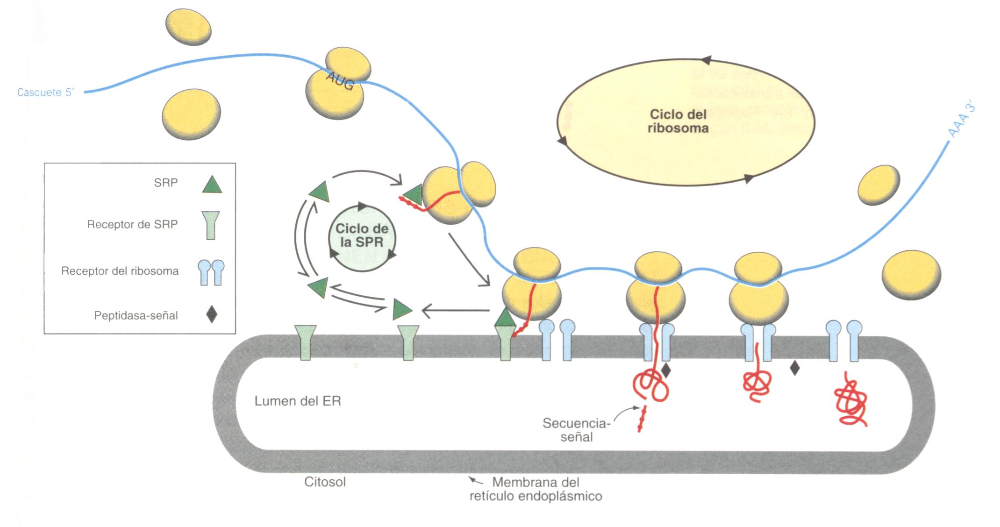 Casquete 5′
AUG
Ciclo del
ribosoma
AAA 3′
SRP
Receptor de SRP
Receptor del ribosoma
Peptidasa-señal
Ciclo de
la SPR
Lumen del ER
Secuencia-
señal
Citosol
Membrana del
retículo endoplásmico